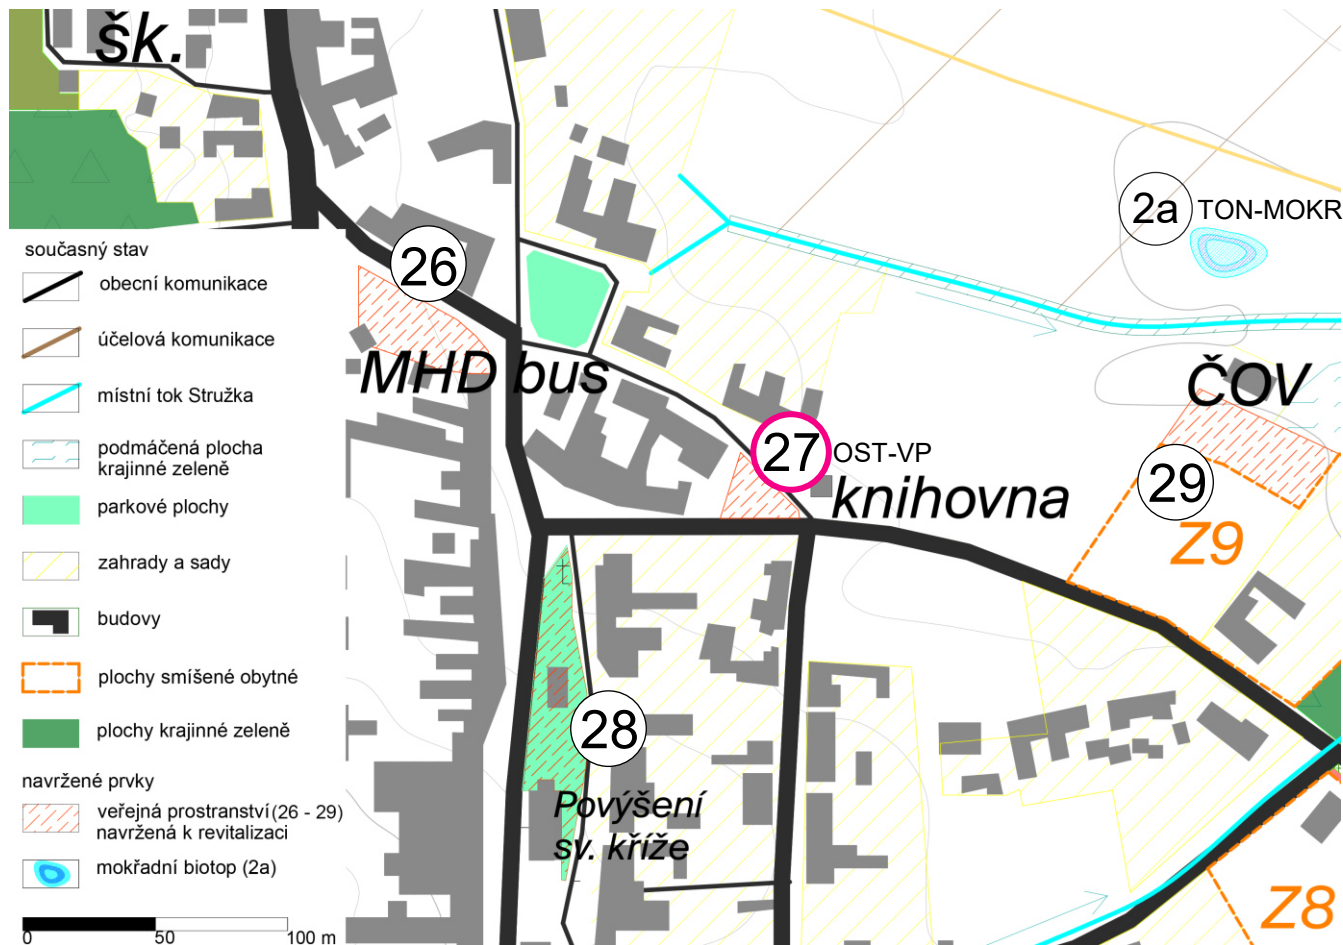 šk.
2a
TON-MOKR
26
MHD bus
ČOV
27
OST-VP
knihovna
29
Z9
28
Povýšení
sv. kříže
Z8
současný stav
obecní komunikace
účelová komunikace
místní tok Stružka
podmáčená plocha
krajinné zeleně
parkové plochy
zahrady a sady
budovy
plochy smíšené obytné
plochy krajinné zeleně
navržené prvky
veřejná prostranství (26 - 29)
navržená k revitalizaci
mokřadní biotop (2a)
0 50 100 m